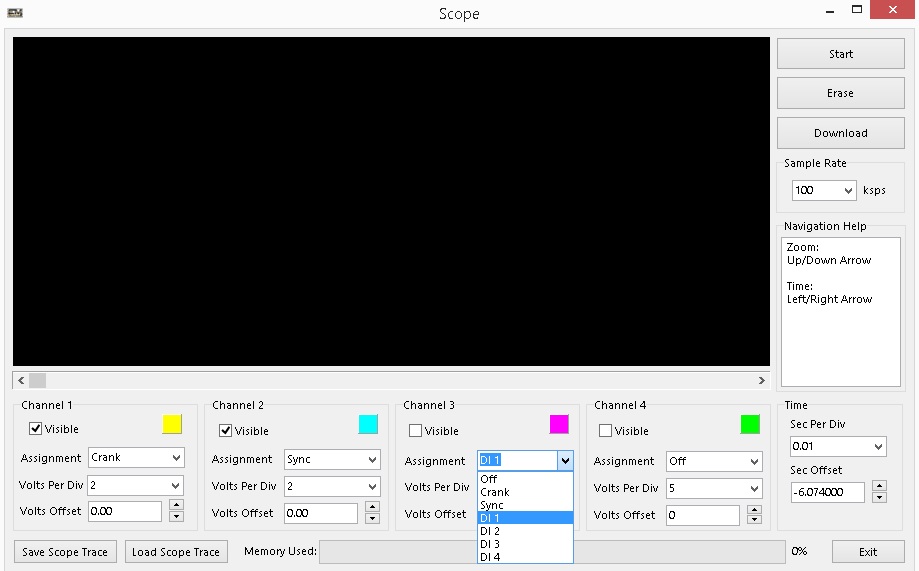 Scope
Start
Erase
Download
Sample Rate
100 ksps
Navigation Help
Zoom:
Up/Down Arrow
Time:
Left/Right Arrow
Channel 1
Visible
Assignment Crank
Volts Per Div 2
Volts Offset 0.00
Channel 2
Visible
Assignment Sync
Volts Per Div 2
Volts Offset 0.00
Channel 3
Visible
Assignment DI 1
Off
Crank
Sync
DI 1
DI 2
DI 3
DI 4
Volts Per Div
Volts Offset
Channel 4
Visible
Assignment Off
Volts Per Div 5
Volts Offset 0
Time
Sec Per Div
0.01
Sec Offset
-6.074000
Save Scope Trace
Load Scope Trace
Memory Used:
0%
Exit